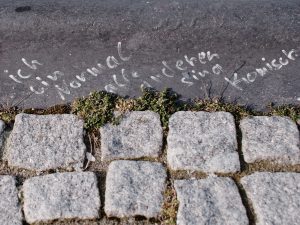 ich
bin
Normal
alle
anderen
sind
Komisch